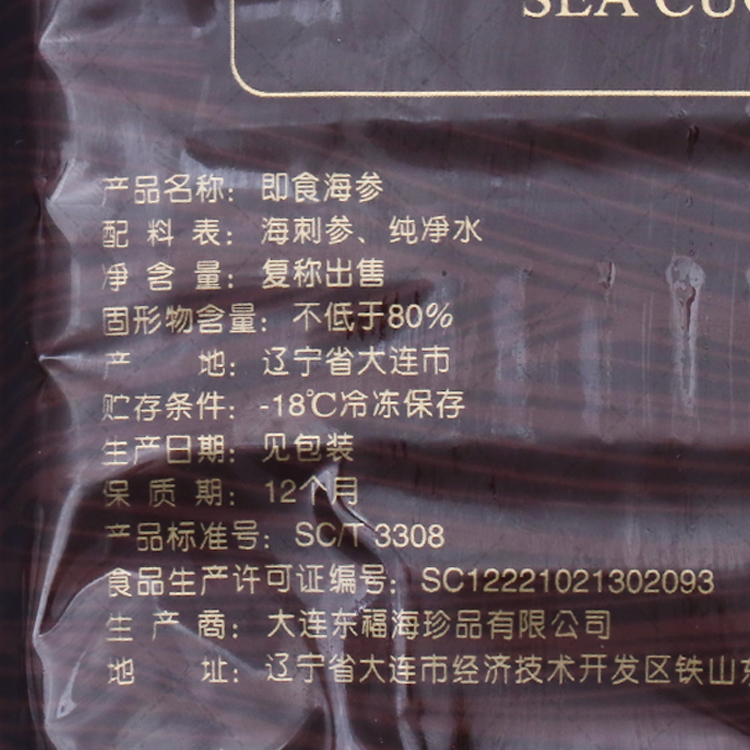 SEA CUC
产品名称：即食海参
配 料 表：海刺参、纯净水
净 含 量：复称出售
固形物含量：不低于80%
产 地：辽宁省大连市
贮存条件：-18℃冷冻保存
生产日期：见包装
保 质 期：12个月
产品标准号：SC/T 3308
食品生产许可证编号：SC12221021302093
生 产 商：大连东福海珍品有限公司
地 址：辽宁省大连市经济技术开发区铁山东